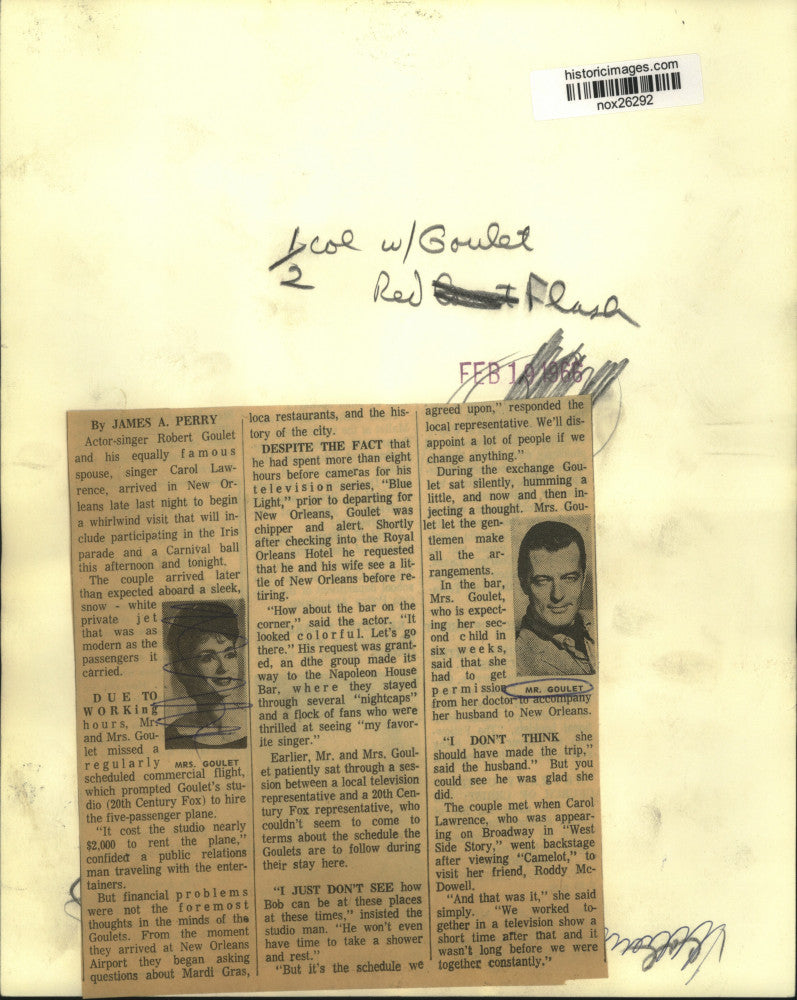 historicimages.com
nox26292
1/2 col w/Goulet
Red Flash
FEB 19 1966
By JAMES A. PERRY
Actor-singer Robert Goulet
and his equally famous
spouse, singer Carol Law-
rence, arrived in New Or-
leans late last night to begin
a whirlwind visit that will in-
clude participating in the Iris
parade and a Carnival ball
this afternoon and tonight.
The couple arrived later
than expected aboard a sleek,
snow - white
private jet
that was as
modern as the
passengers it
carried.
DUE TO
WORKing
hours, Mr.
and Mrs. Gou-
let missed a
regularly
MRS. GOULET
scheduled commercial flight,
which prompted Goulet's stu-
dio (20th Century Fox) to hire
the five-passenger plane.
"It cost the studio nearly
$2,000 to rent the plane,"
confided a public relations
man traveling with the enter-
tainers.
But financial problems
were not the foremost
thoughts in the minds of the
Goulets. From the moment
they arrived at New Orleans
Airport they began asking
questions about Mardi Gras,
loca restaurants, and the his-
tory of the city.
DESPITE THE FACT that
he had spent more than eight
hours before cameras for his
television series, "Blue
Light," prior to departing for
New Orleans, Goulet was
chipper and alert. Shortly
after checking into the Royal
Orleans Hotel he requested
that he and his wife see a lit-
tle of New Orleans before re-
tiring.
"How about the bar on the
corner," said the actor. "It
looked colorful. Let's go
there." His request was grant-
ed, an dthe group made its
way to the Napoleon House
Bar, where they stayed
through several "nightcaps"
and a flock of fans who were
thrilled at seeing "my favor-
ite singer."
Earlier, Mr. and Mrs. Goul-
et patiently sat through a ses-
sion between a local television
representative and a 20th Cen-
tury Fox representative, who
couldn't seem to come to
terms about the schedule the
Goulets are to follow during
their stay here.
"I JUST DON'T SEE how
Bob can be at these places
at these times," insisted the
studio man. "He won't even
have time to take a shower
and rest."
"But it's the schedule we
agreed upon," responded the
local representative. We'll dis-
appoint a lot of people if we
change anything."
During the exchange Gou-
let sat silently, humming a
little, and now and then in-
jecting a thought. Mrs. Gou-
let let the gen-
tlemen make
all the ar-
rangements.
In the bar,
Mrs. Goulet,
who is expect-
ing her sec-
ond child in
six weeks,
said that she
had to get
permission
MR. GOULET
from her doctor to accompany
her husband to New Orleans.
"I DON'T THINK she
should have made the trip,"
said the husband." But you
could see he was glad she
did.
The couple met when Carol
Lawrence, who was appear-
ing on Broadway in "West
Side Story," went backstage
after viewing "Camelot," to
visit her friend, Roddy Mc-
Dowell.
"And that was it," she said
simply. "We worked to-
gether in a television show a
short time after that and it
wasn't long before we were
together constantly."